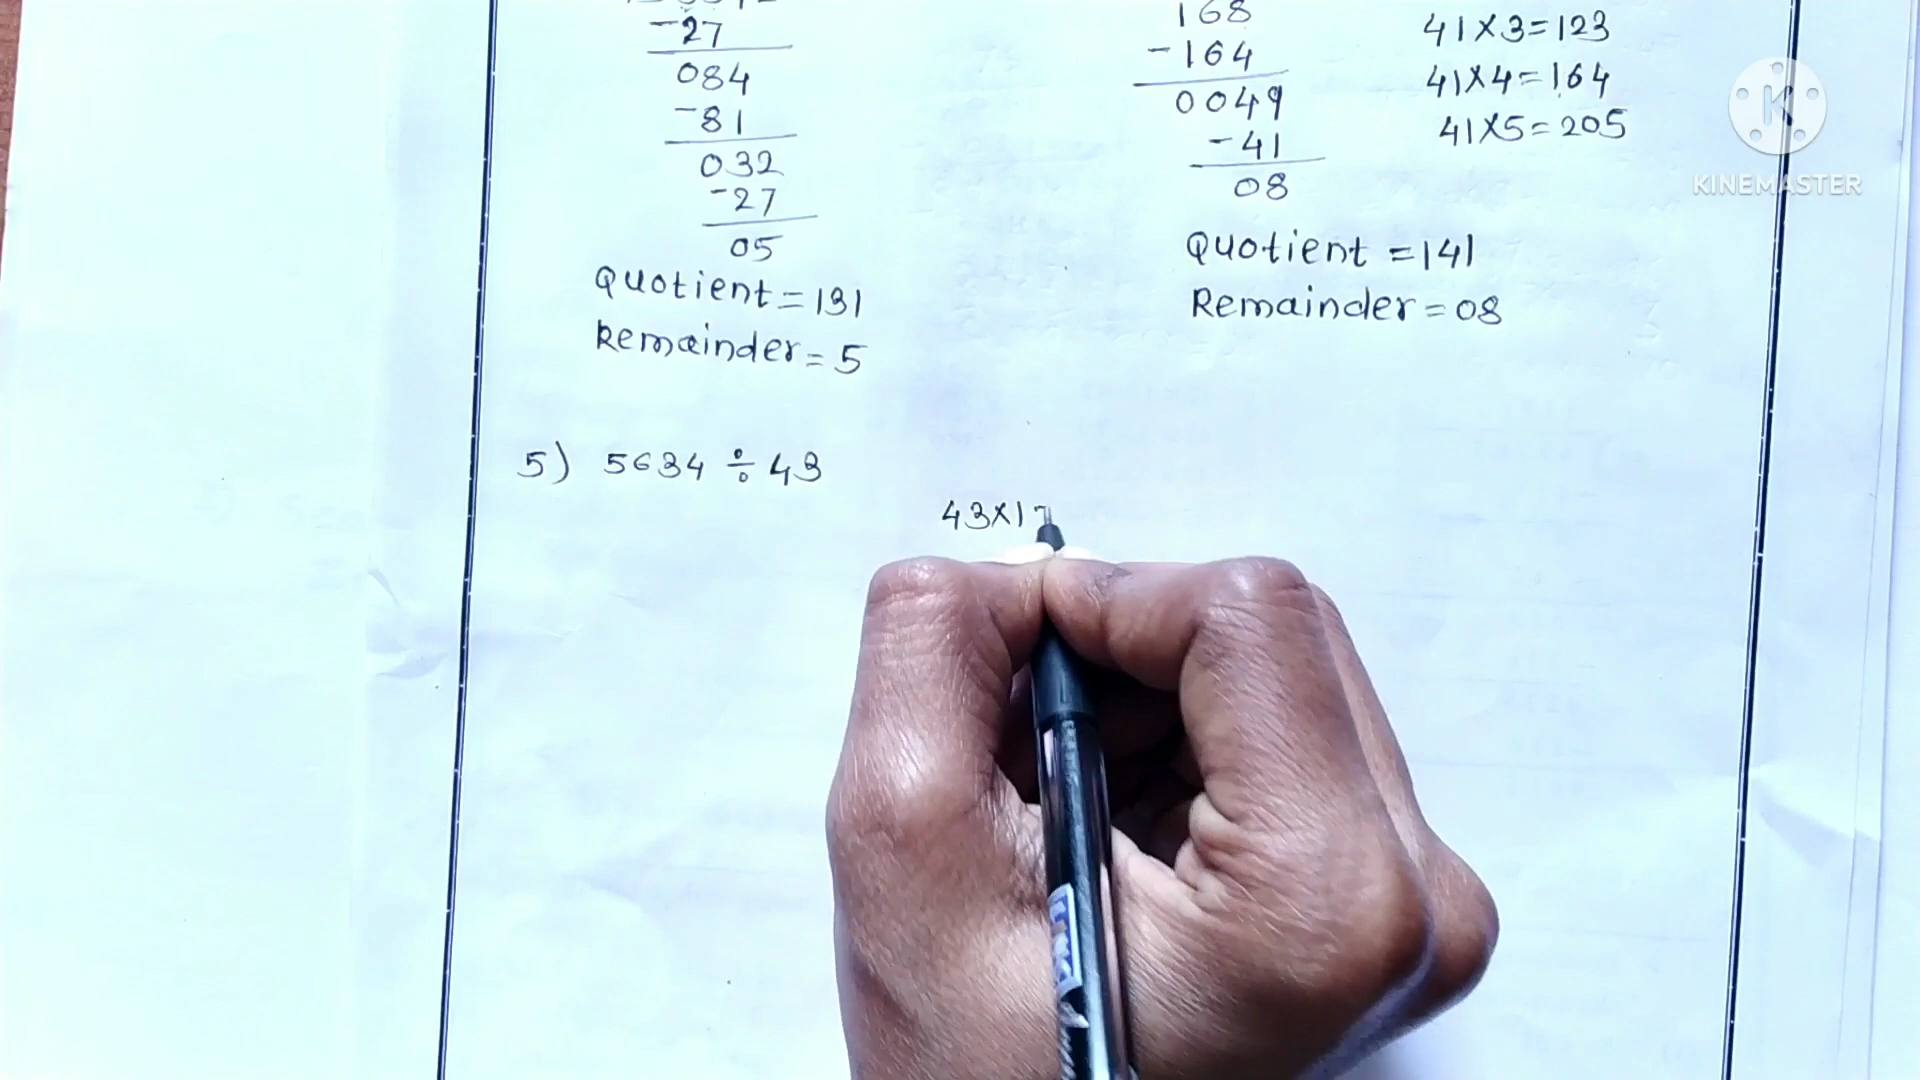 -27
084
-81
032
-27
05
Quotient = 131
Remainder = 5
168
-164
0049
-41
08
Quotient = 141
Remainder = 08
41×3=123
41×4=164
41×5=205
K
KINEMASTER
5) 5634 ÷ 43
43×1